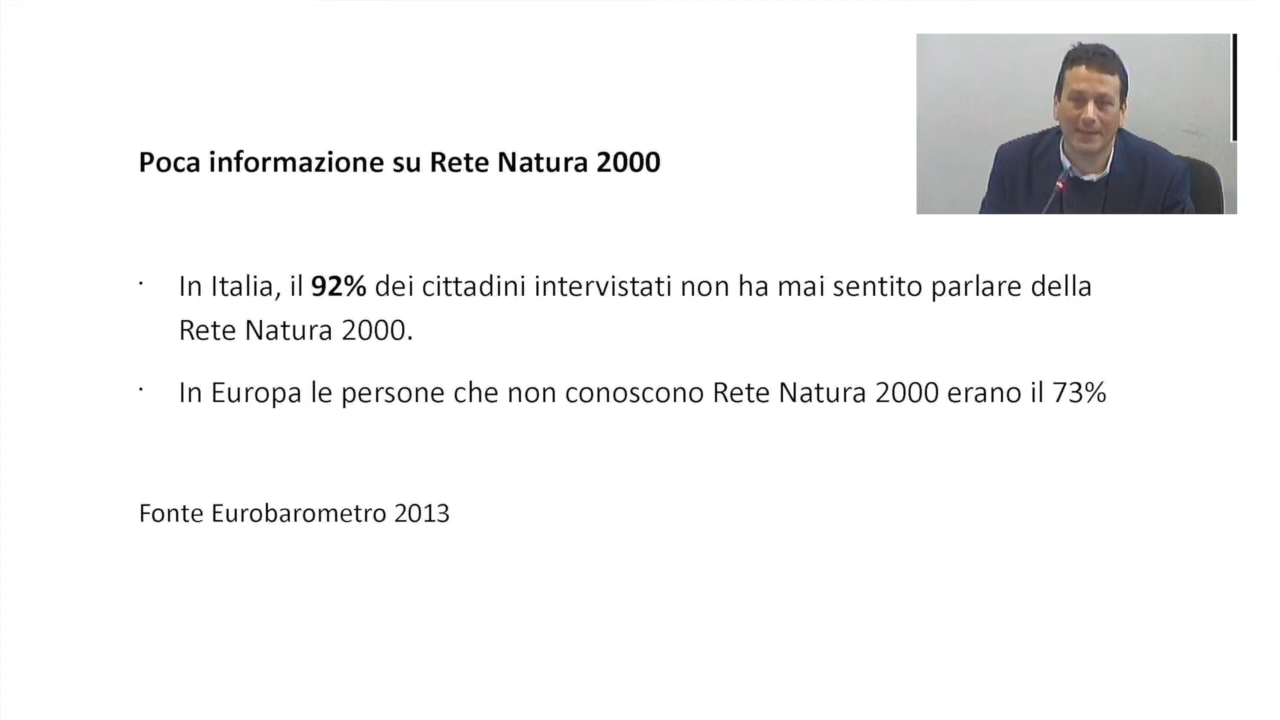 Poca informazione su Rete Natura 2000
· In Italia, il 92% dei cittadini intervistati non ha mai sentito parlare della
Rete Natura 2000.
· In Europa le persone che non conoscono Rete Natura 2000 erano il 73%
Fonte Eurobarometro 2013